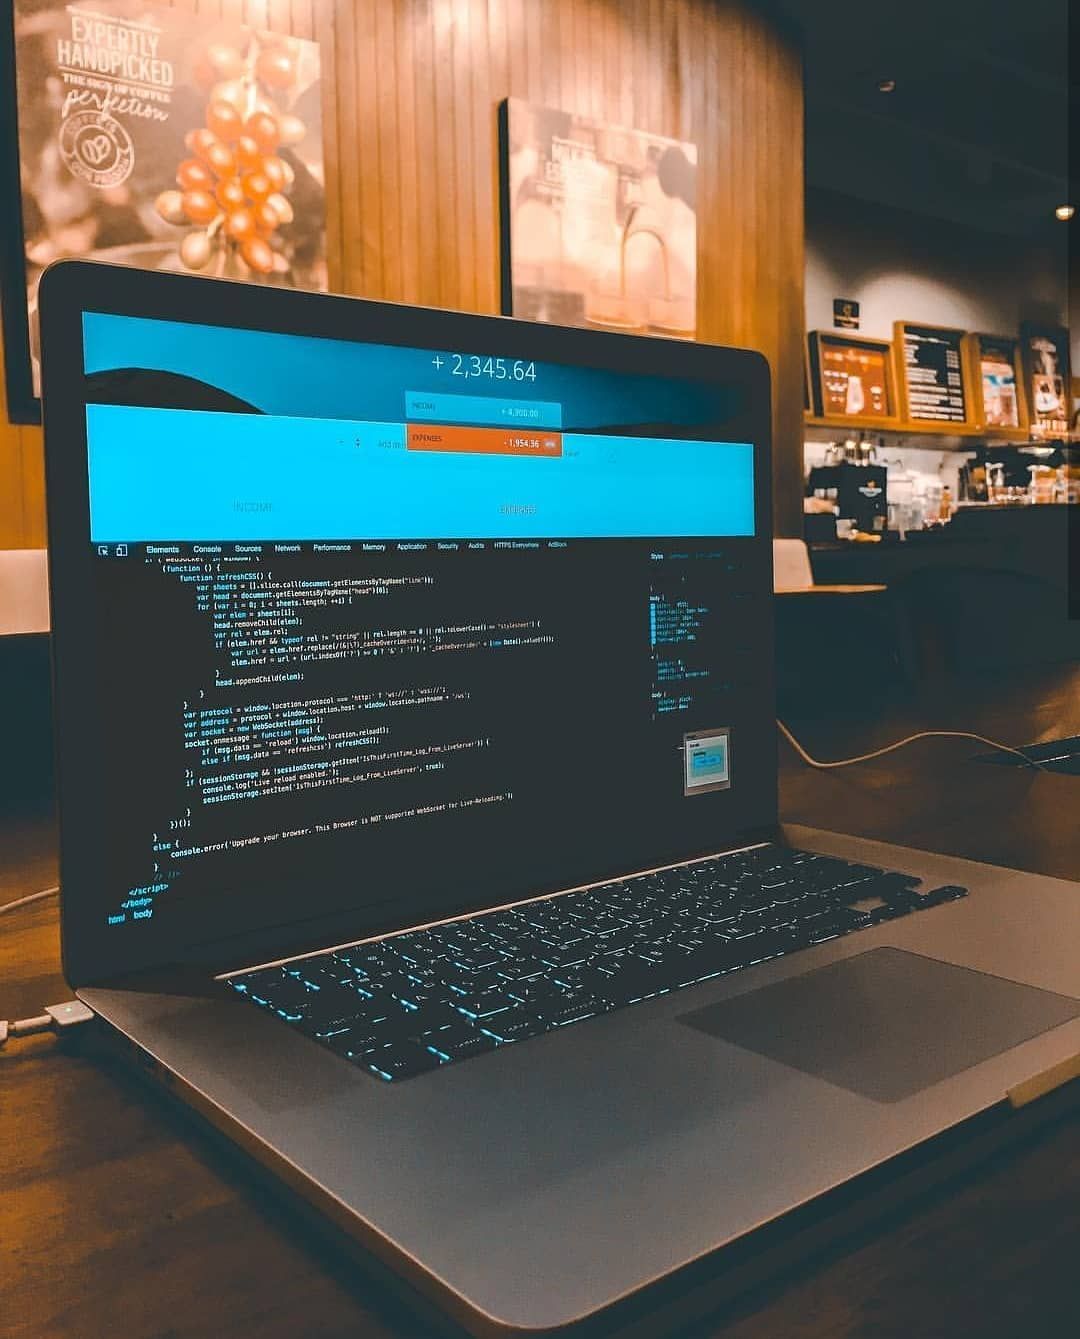 EXPERTLY
HANDPICKED
THE SIGN OF COFFEE
perfection
+ 2,345.64
INCOME + 4,300.00
EXPENSES - 1,954.36
INCOME
EXPENSES
Elements Console Sources Network Performance Memory Application Security Audits HTTPS Everywhere AdBlock
if ('WebSocket' in window) {
(function () {
function refreshCSS() {
var sheets = [].slice.call(document.getElementsByTagName("link"));
var head = document.getElementsByTagName("head")[0];
for (var i = 0; i < sheets.length; ++i) {
var elem = sheets[i];
head.removeChild(elem);
var rel = elem.rel;
if (elem.href && typeof rel != "string" || rel.length == 0 || rel.toLowerCase() == "stylesheet") {
var url = elem.href.replace(/(&|\?)_cacheOverride=\d+/, '');
elem.href = url + (url.indexOf('?') >= 0 ? '&' : '?') + '_cacheOverride=' + (new Date().valueOf());
}
head.appendChild(elem);
}
}
var protocol = window.location.protocol === 'http:' ? 'ws://' : 'wss://';
var address = protocol + window.location.host + window.location.pathname + '/ws';
var socket = new WebSocket(address);
socket.onmessage = function (msg) {
if (msg.data == 'reload') window.location.reload();
else if (msg.data == 'refreshcss') refreshCSS();
};
if (sessionStorage && !sessionStorage.getItem('IsThisFirstTime_Log_From_LiveServer')) {
console.log('Live reload enabled.');
sessionStorage.setItem('IsThisFirstTime_Log_From_LiveServer', true);
}
})();
}
else {
console.error('Upgrade your browser. This Browser is NOT supported WebSocket for Live-Reloading.');
}
// ]]>
</script>
</body>
html body
Styles
body {